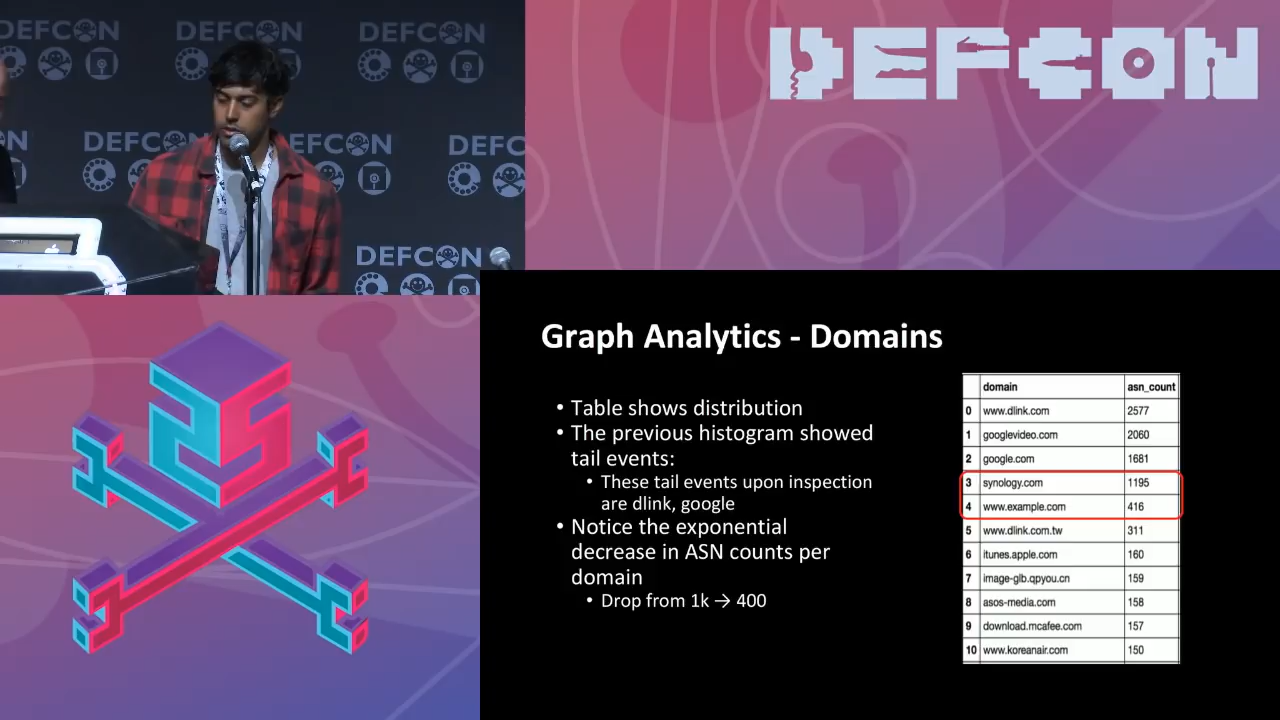 DEFCON
DEFCON
DEFCON
DEFCON
DEFCON
DEFC
DEFCON
DEFCON
Graph Analytics - Domains
• Table shows distribution
• The previous histogram showed
tail events:
• These tail events upon inspection
are dlink, google
• Notice the exponential
decrease in ASN counts per
domain
• Drop from 1k → 400
domain asn_count
0 www.dlink.com 2577
1 googlevideo.com 2060
2 google.com 1681
3 synology.com 1195
4 www.example.com 416
5 www.dlink.com.tw 311
6 itunes.apple.com 160
7 image-glb.qpyou.cn 159
8 asos-media.com 158
9 download.mcafee.com 157
10 www.koreanair.com 150